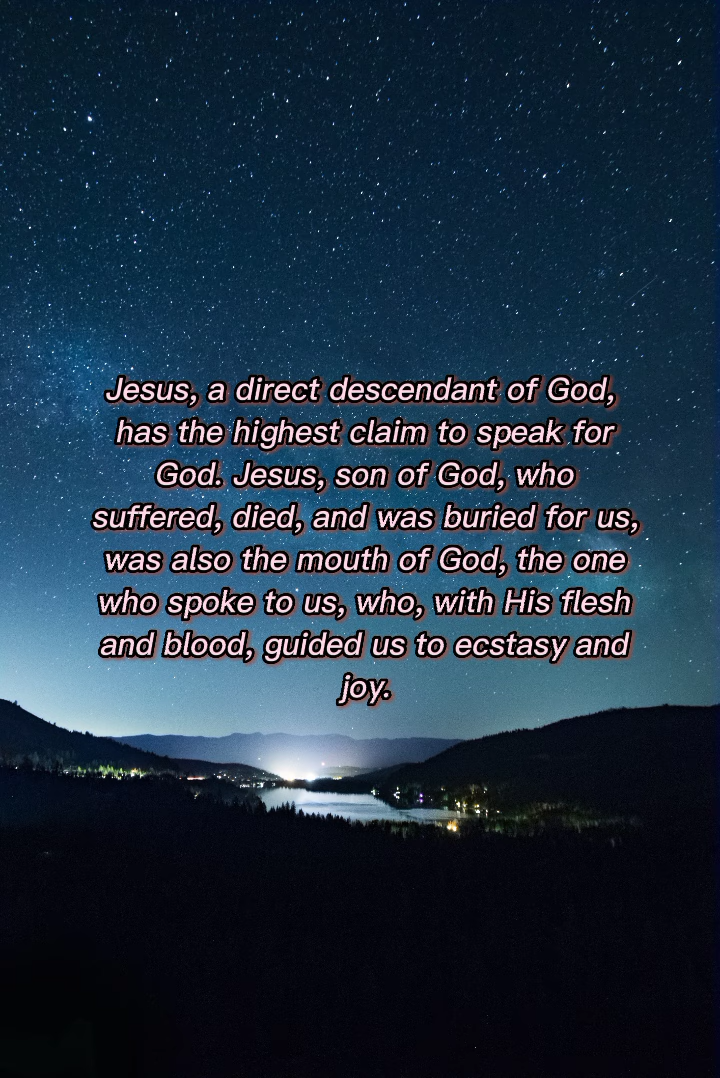 Jesus, a direct descendant of God,
has the highest claim to speak for
God. Jesus, son of God, who
suffered, died, and was buried for us,
was also the mouth of God, the one
who spoke to us, who, with His flesh
and blood, guided us to ecstasy and
joy.